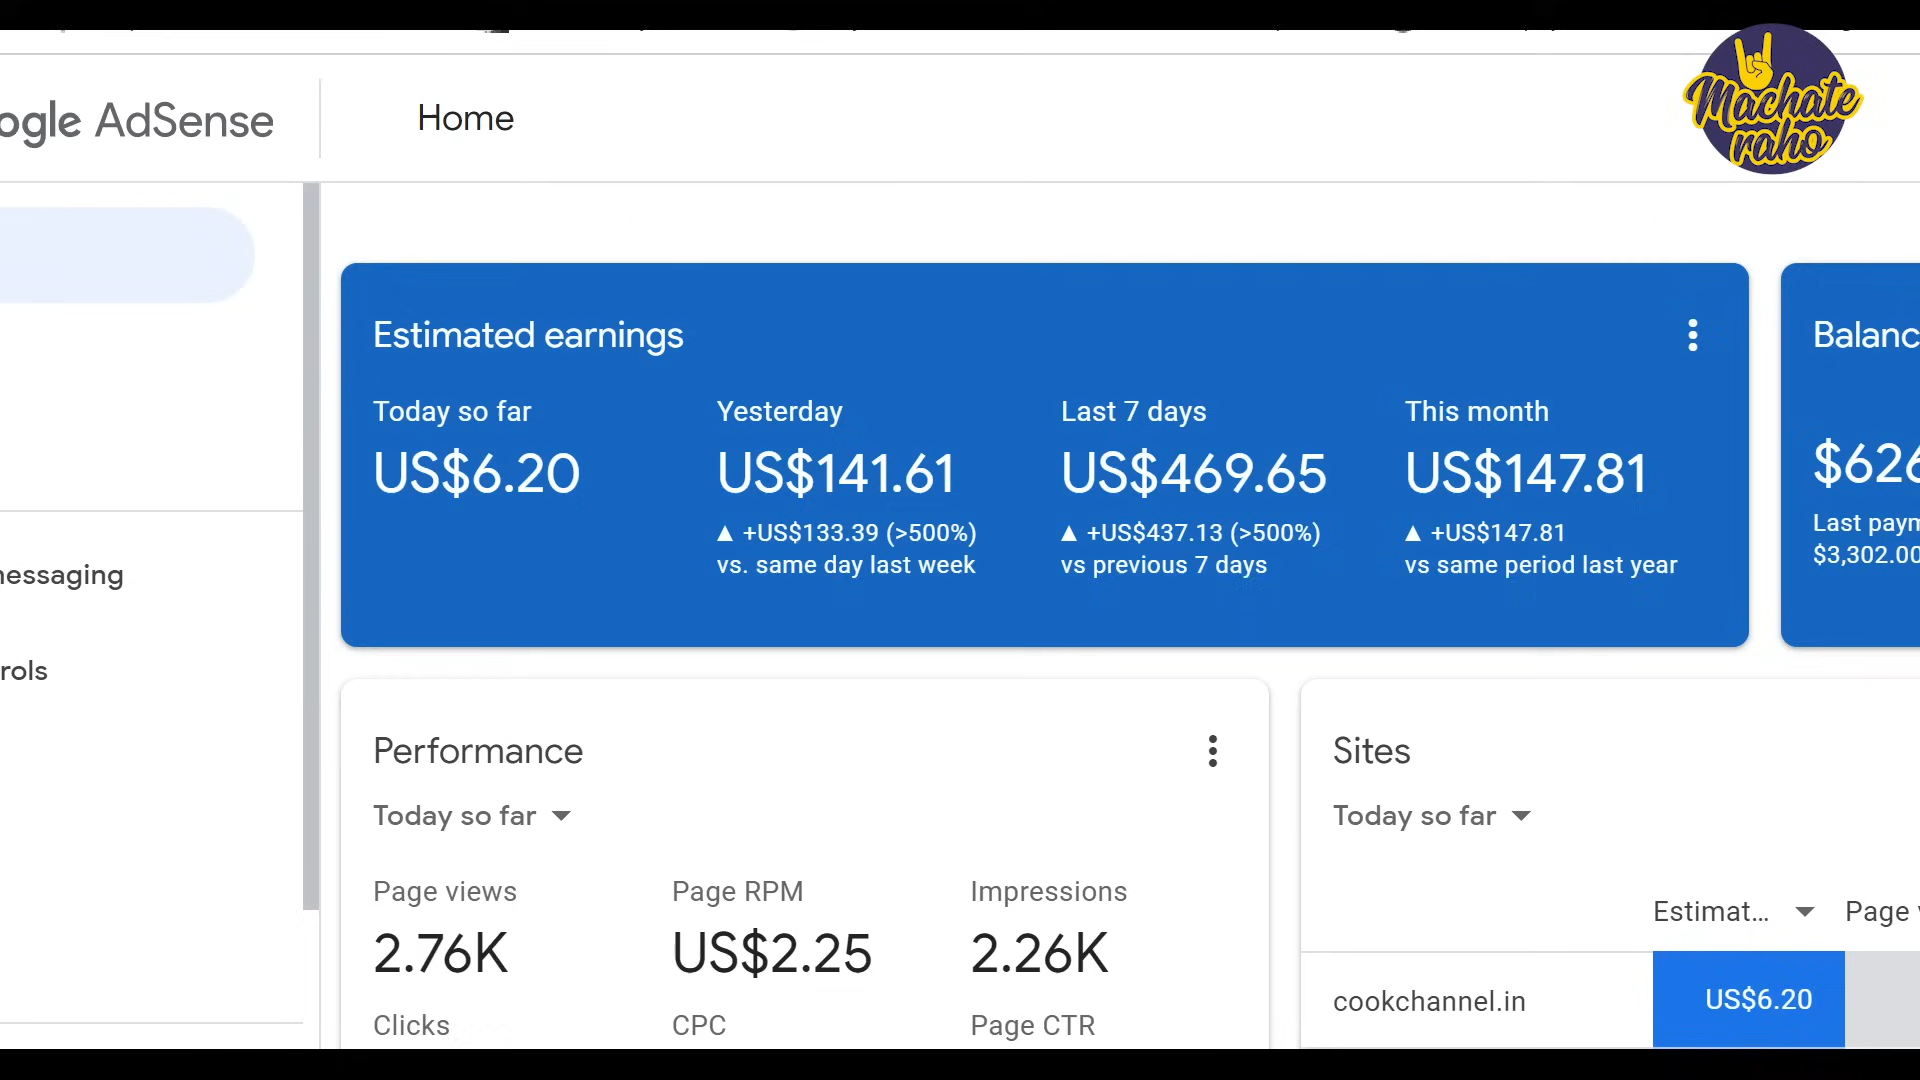 ogle AdSense
Home
Machate
raho
Estimated earnings
Balanc
Today so far
Yesterday
Last 7 days
This month
US$6.20
US$141.61
US$469.65
US$147.81
$626
+US$133.39 (>500%)
vs. same day last week
+US$437.13 (>500%)
vs previous 7 days
+US$147.81
vs same period last year
Last paym
$3,302.00
nessaging
rols
Performance
Today so far
Page views
Page RPM
Impressions
2.76K
US$2.25
2.26K
Clicks
CPC
Page CTR
Sites
Today so far
Estimat...
Page v
cookchannel.in
US$6.20